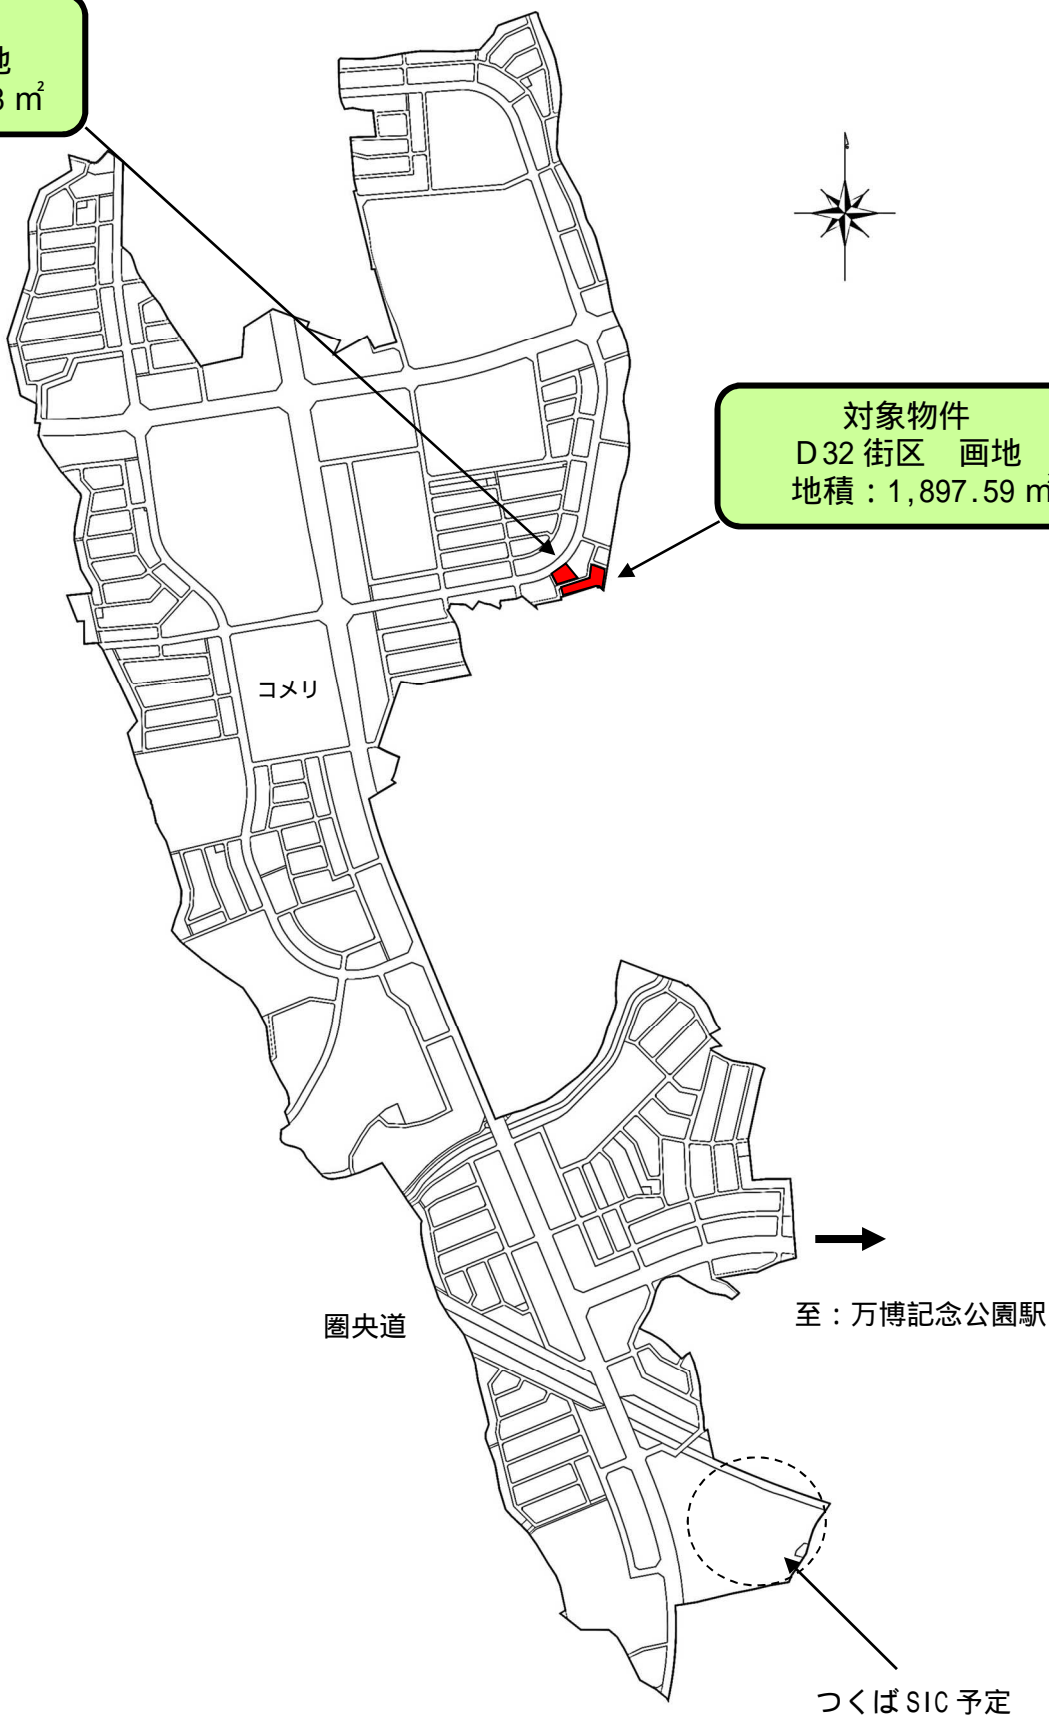 地
3 ㎡
対象物件
D32 街区　画地
地積：1,897.59 ㎡
コメリ
圏央道
至：万博記念公園駅
つくば SIC 予定